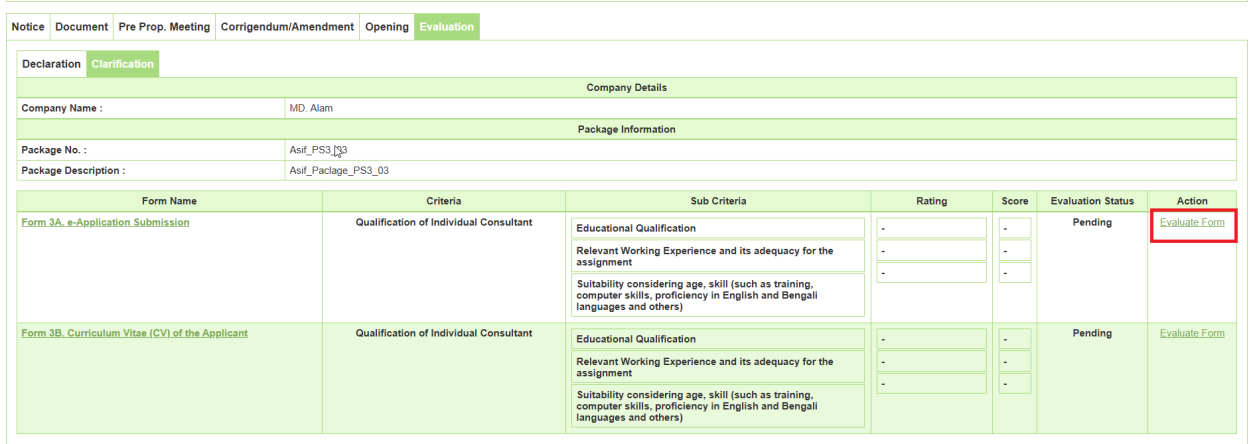 Notice Document Pre Prop. Meeting Corrigendum/Amendment Opening Evaluation
Declaration Clarification
Company Details
Company Name : MD. Alam
Package Information
Package No. : Asif_PS3_03
Package Description : Asif_Paclage_PS3_03
Form Name Criteria Sub Criteria Rating Score Evaluation Status Action
Form 3A. e-Application Submission Qualification of Individual Consultant Educational Qualification - - Pending Evaluate Form
Relevant Working Experience and its adequacy for the - -
assignment
- -
Suitability considering age, skill (such as training,
computer skills, proficiency in English and Bengali
languages and others)
Form 3B. Curriculum Vitae (CV) of the Applicant Qualification of Individual Consultant Educational Qualification - - Pending Evaluate Form
Relevant Working Experience and its adequacy for the - -
assignment
- -
Suitability considering age, skill (such as training,
computer skills, proficiency in English and Bengali
languages and others)